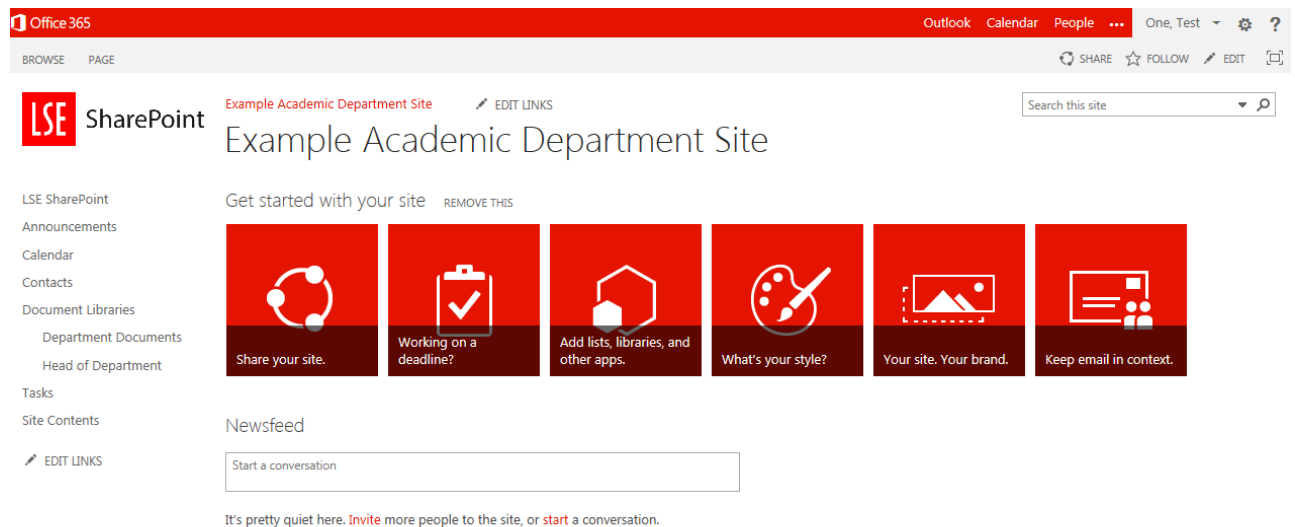 Office 365
Outlook Calendar People ... One, Test ?
BROWSE PAGE
SHARE FOLLOW EDIT
LSE SharePoint
Example Academic Department Site EDIT LINKS
Search this site
Example Academic Department Site
LSE SharePoint
Announcements
Calendar
Contacts
Document Libraries
Department Documents
Head of Department
Tasks
Site Contents
EDIT LINKS
Get started with your site REMOVE THIS
Share your site.
Working on a
deadline?
Add lists, libraries, and
other apps.
What's your style?
Your site. Your brand.
Keep email in context.
Newsfeed
Start a conversation
It's pretty quiet here. Invite more people to the site, or start a conversation.